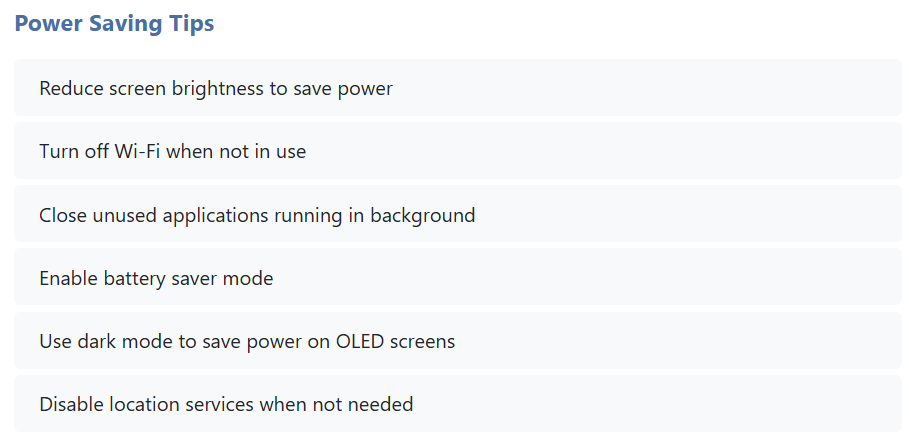 Power Saving Tips
Reduce screen brightness to save power
Turn off Wi-Fi when not in use
Close unused applications running in background
Enable battery saver mode
Use dark mode to save power on OLED screens
Disable location services when not needed